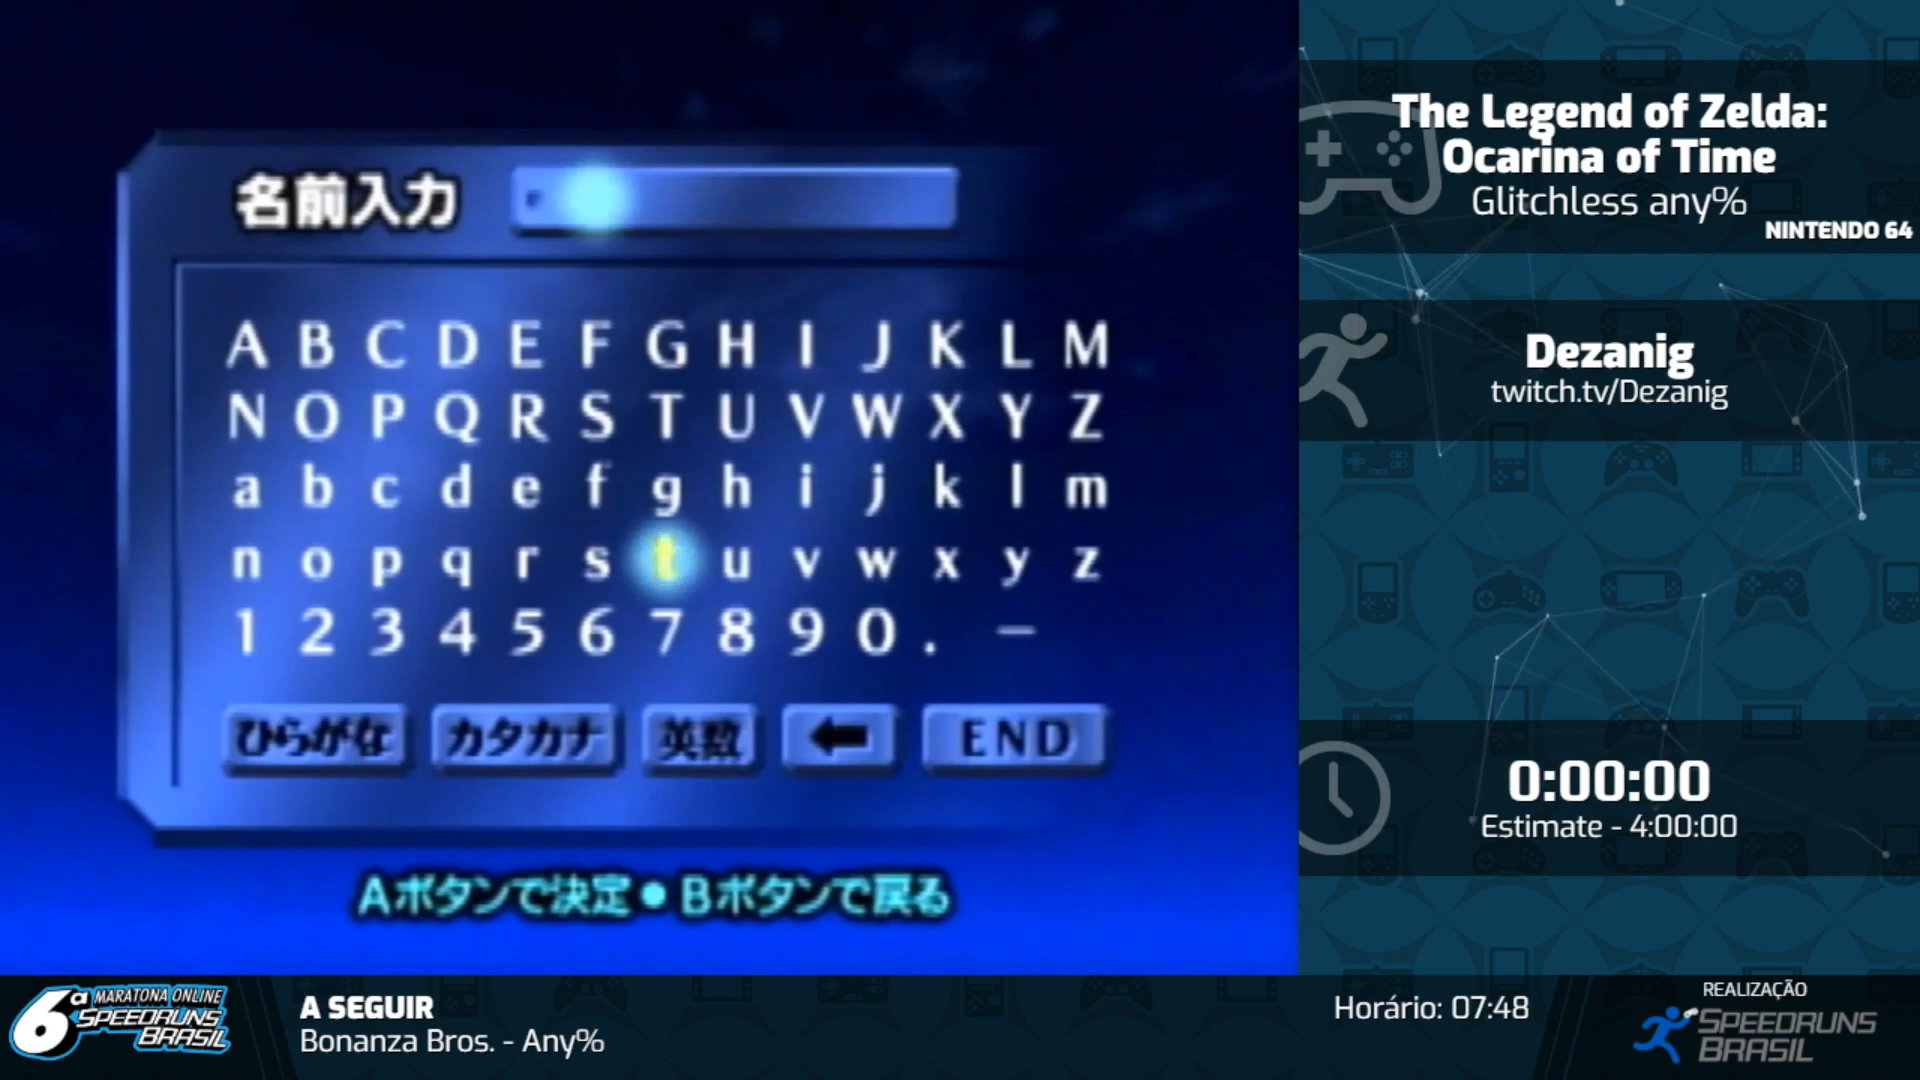 名前入力
A B C D E F G H I J K L M
N O P Q R S T U V W X Y Z
a b c d e f g h i j k l m
n o p q r s t u v w x y z
1 2 3 4 5 6 7 8 9 0 . -
ひらがな カタカナ 英数 ← END
Aボタンで決定●Bボタンで戻る
The Legend of Zelda:
Ocarina of Time
Glitchless any%
NINTENDO 64
Dezanig
twitch.tv/Dezanig
0:00:00
Estimate - 4:00:00
6ª MARATONA ONLINE
SPEEDRUNS
BRASIL
A SEGUIR
Bonanza Bros. - Any%
Horário: 07:48
REALIZAÇÃO
SPEEDRUNS
BRASIL